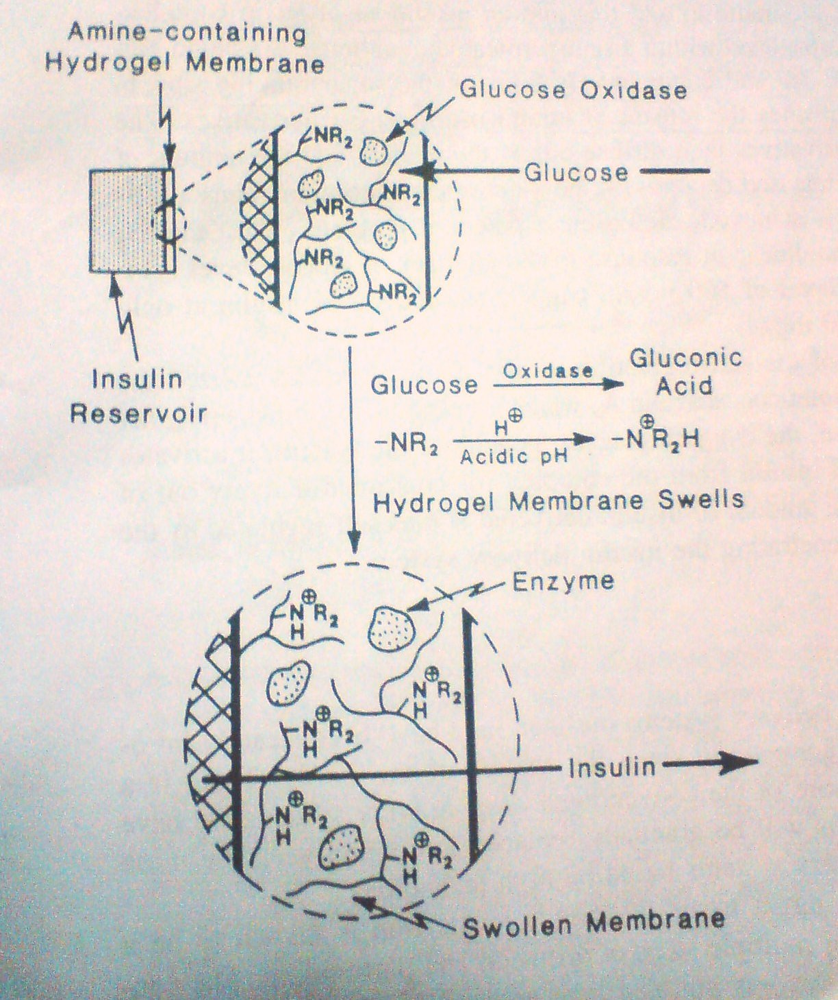 Amine-containing
Hydrogel Membrane
Glucose Oxidase
NR₂
Glucose
NR₂
NR₂
NR₂
NR₂
Insulin
Reservoir
Glucose Oxidase Gluconic
Acid
-NR₂ H⊕ Acidic pH -N⊕R₂H
Hydrogel Membrane Swells
Enzyme
N⊕R₂
H
N⊕R₂
H
N⊕R₂
H
Insulin
N⊕R₂
H
N⊕R₂
H
Swollen Membrane